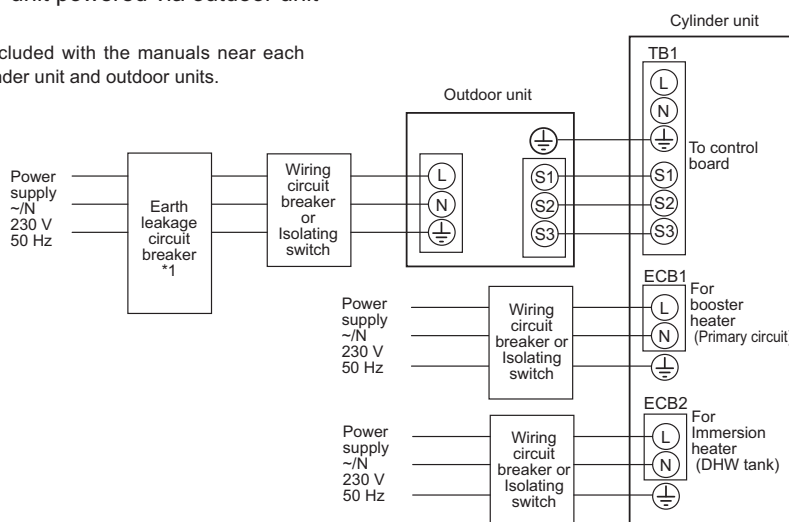 unit powered via outdoor unit
cluded with the manuals near each
nder unit and outdoor units.
Cylinder unit
TB1
L
N
To control
board
S1
S2
S3
Outdoor unit
L
N
S1
S2
S3
Power
supply
~/N
230 V
50 Hz
Earth
leakage
circuit
breaker
*1
Wiring
circuit
breaker
or
Isolating
switch
ECB1
For
booster
heater
(Primary circuit)
L
N
Power
supply
~/N
230 V
50 Hz
Wiring
circuit
breaker or
Isolating
switch
ECB2
For
Immersion
heater
(DHW tank)
L
N
Power
supply
~/N
230 V
50 Hz
Wiring
circuit
breaker or
Isolating
switch